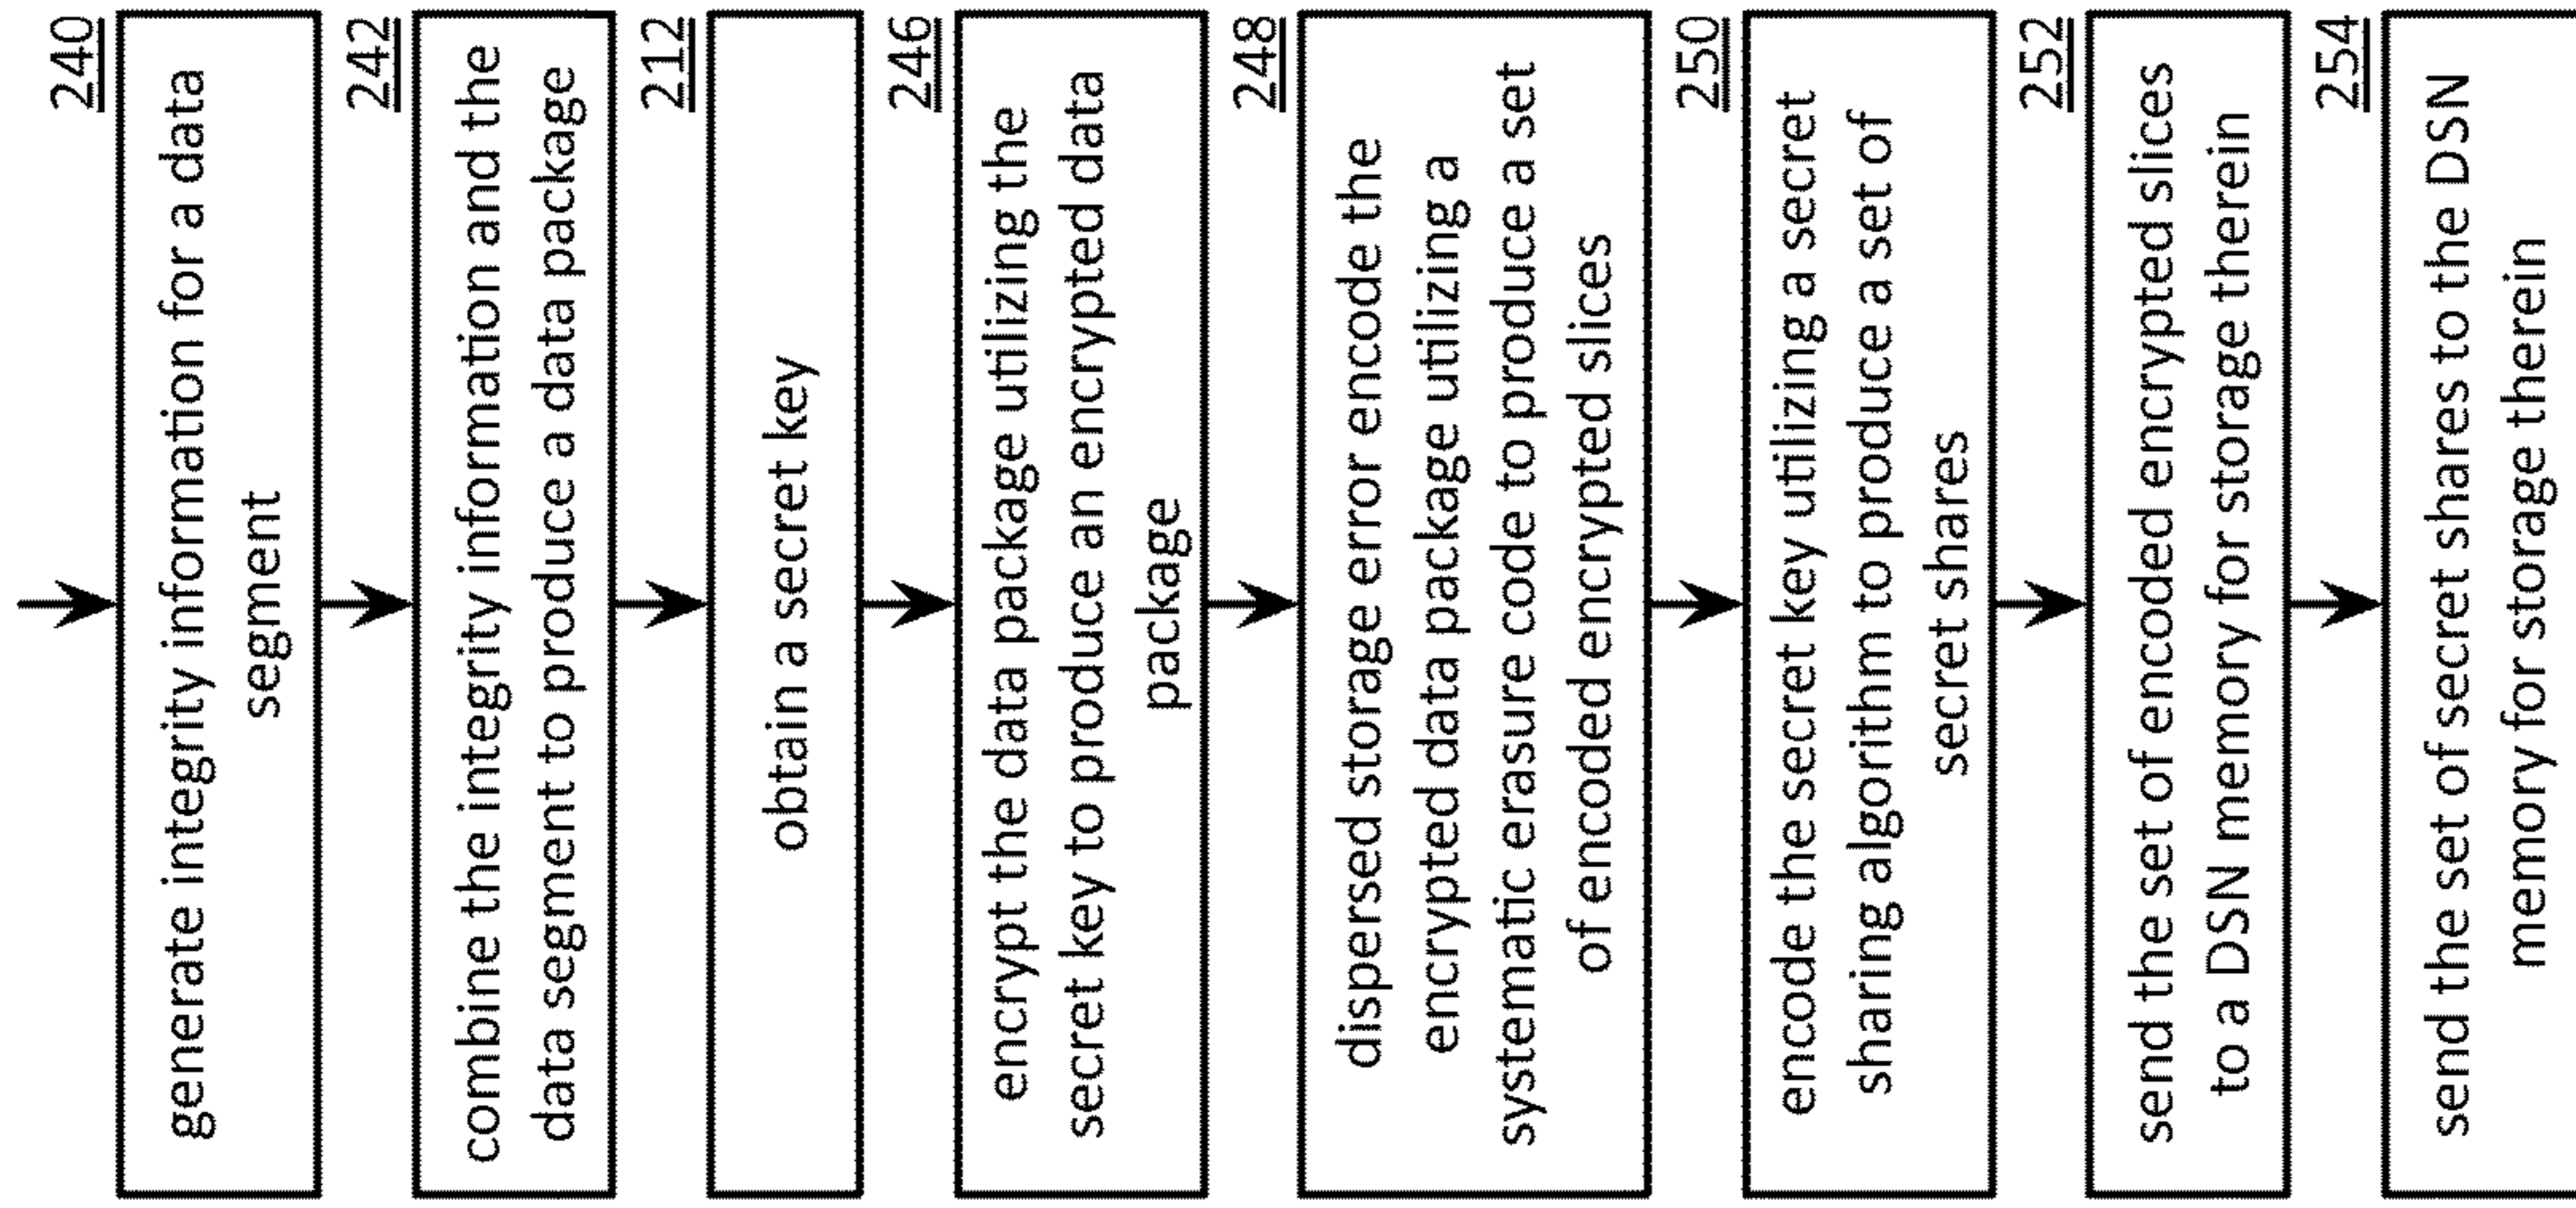 240
generate integrity information for a data
segment
242
combine the integrity information and the
data segment to produce a data package
212
obtain a secret key
246
encrypt the data package utilizing the
secret key to produce an encrypted data
package
248
dispersed storage error encode the
encrypted data package utilizing a
systematic erasure code to produce a set
of encoded encrypted slices
250
encode the secret key utilizing a secret
sharing algorithm to produce a set of
secret shares
252
send the set of encoded encrypted slices
to a DSN memory for storage therein
254
send the set of secret shares to the DSN
memory for storage therein